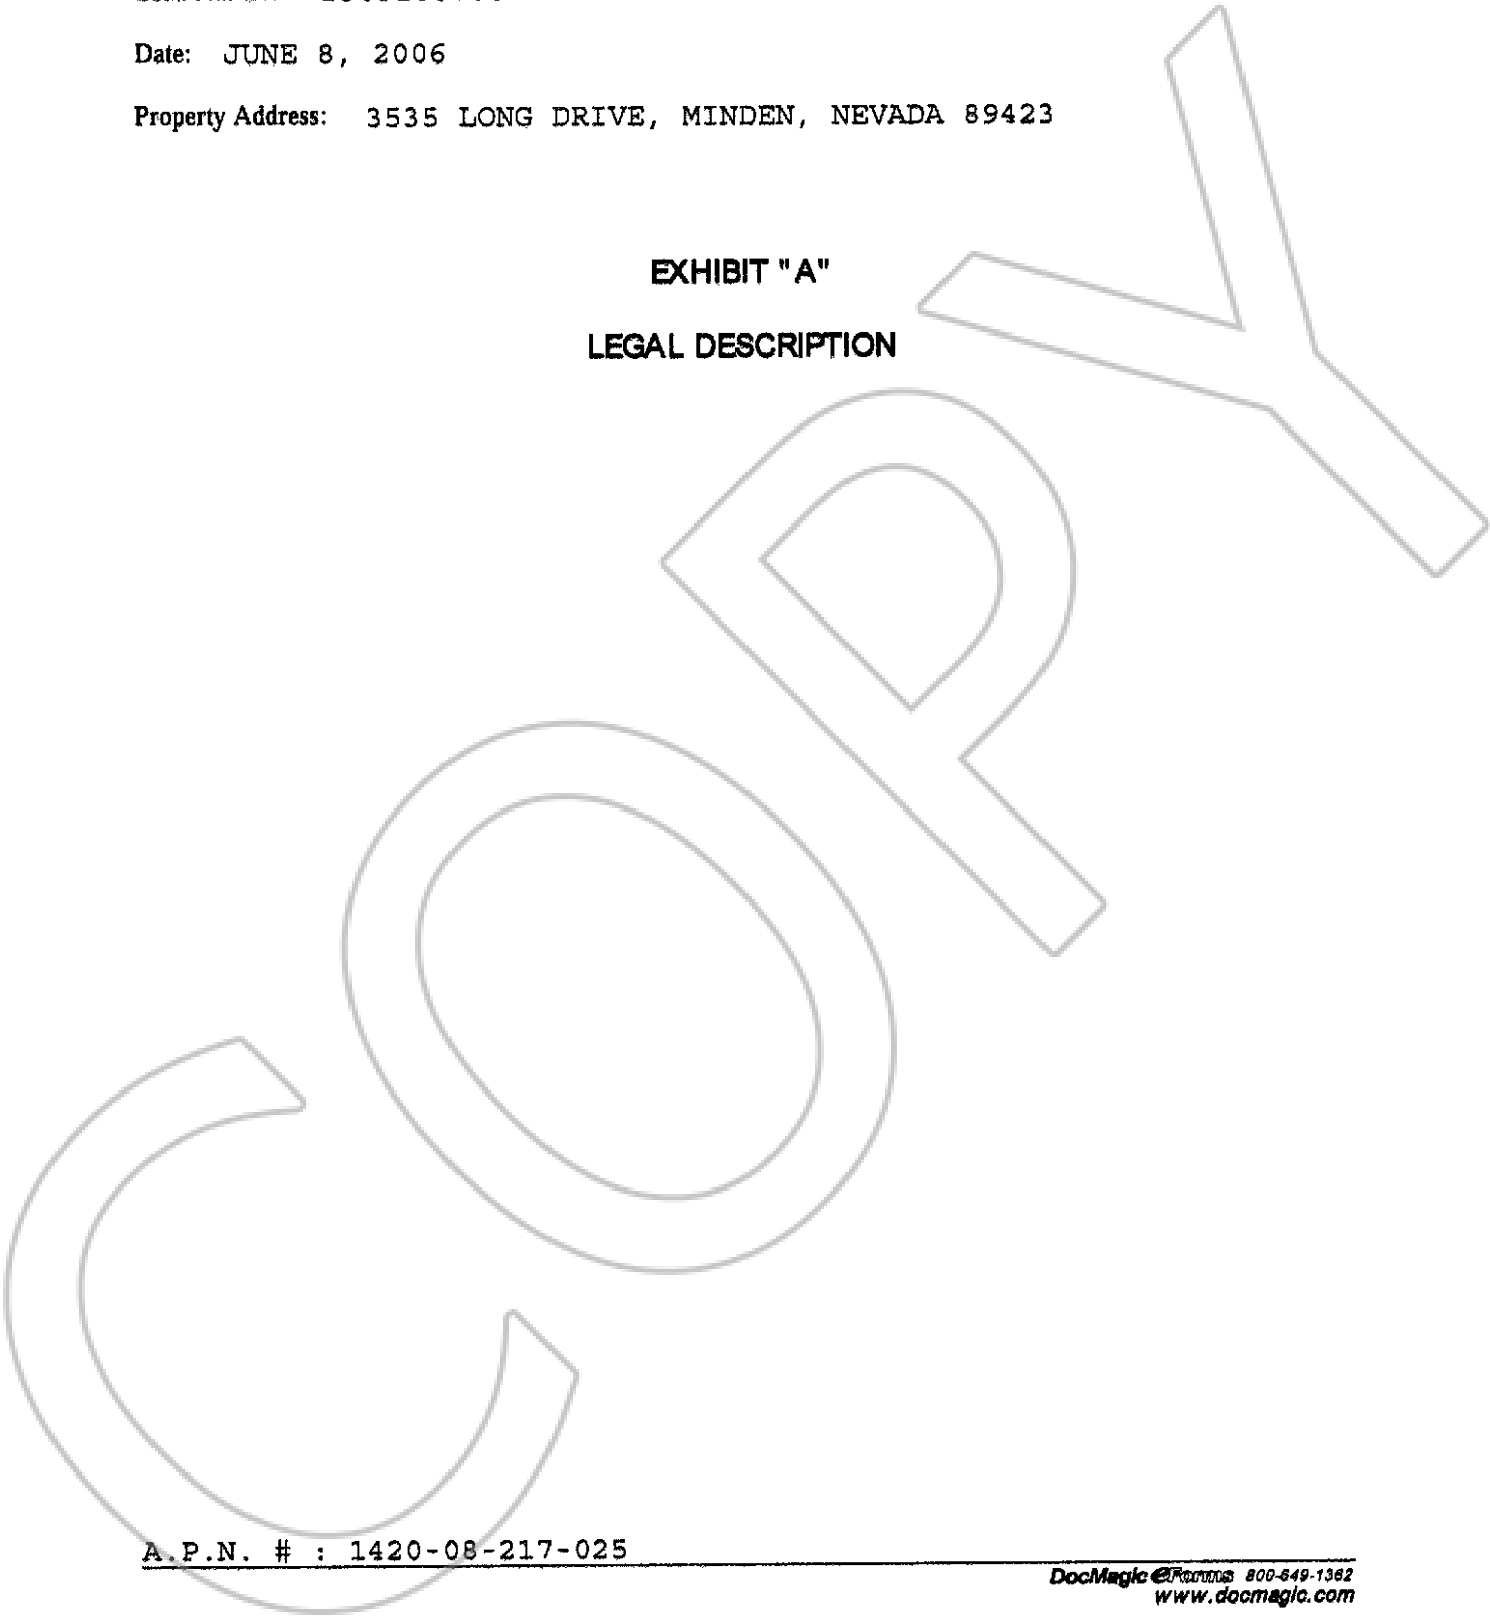 Date: JUNE 8, 2006
Property Address: 3535 LONG DRIVE, MINDEN, NEVADA 89423
EXHIBIT "A"
LEGAL DESCRIPTION
COPY
A.P.N. # : 1420-08-217-025
DocMagic eForms 800-649-1362
www.docmagic.com